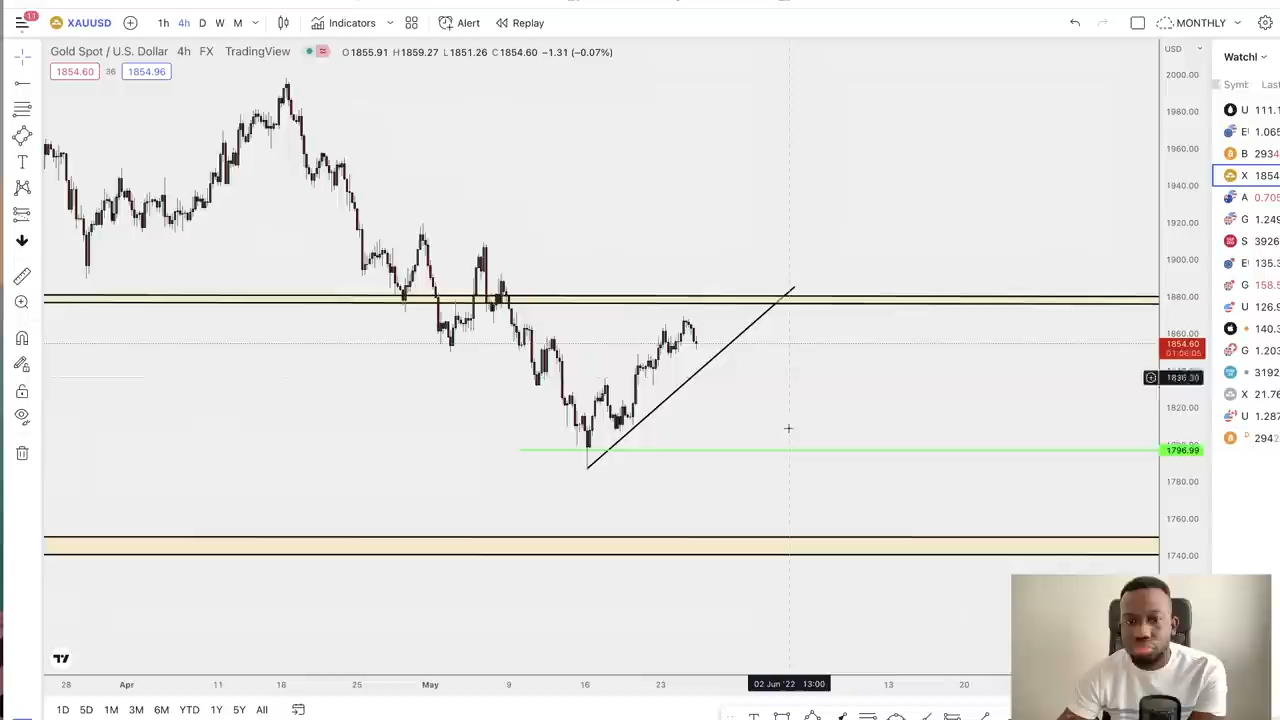 11 XAUUSD 1h 4h D W M Indicators Alert Replay MONTHLY
Gold Spot / U.S. Dollar 4h FX TradingView O1855.91 H1859.27 L1851.26 C1854.60 −1.31 (−0.07%) USD Watchl
1854.60 36 1854.96
Symt Last
2000.00
1980.00
1960.00
1940.00
1920.00
1900.00
1880.00
1860.00
1854.60
01:06:05
1836.30
1820.00
1796.99
1780.00
1760.00
1740.00
U 111.1
E 1.065
B 2934
X 1854
A 0.705
G 1.249
S 3926
E 135.3
G 158.5
U 126.9
140.3
G 1.203
3192
X 21.76
U 1.287
D 2942
28 Apr 11 18 25 May 9 16 23 02 Jun '22 13:00 13 20
1D 5D 1M 3M 6M YTD 1Y 5Y All